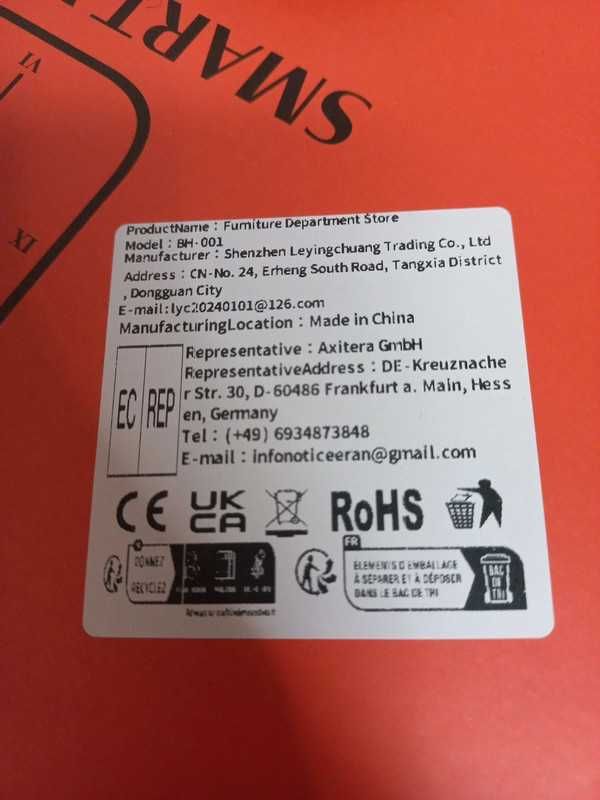 SMART
VI
IX
ProductName：Fumiture Department Store
Model：BH-001
Manufacturer：Shenzhen Leyingchuang Trading Co., Ltd
Address：CN-No. 24, Erheng South Road, Tangxia District
, Dongguan City
E-mail:lyc20240101@126.com
ManufacturingLocation：Made in China
EC REP
Representative：Axitera GmbH
RepresentativeAddress：DE-Kreuznache
r Str. 30, D-60486 Frankfurt a. Main, Hess
en, Germany
Tel：(+49) 6934873848
E-mail：infonoticeeran@gmail.com
CE UK CA RoHS
DONNEZ
RECYCLEZ
FR
ELEMENTS D'EMBALLAGE
À SÉPARER ET À DÉPOSER
DANS LE BAC DE TRI
BAC
DE
TRI